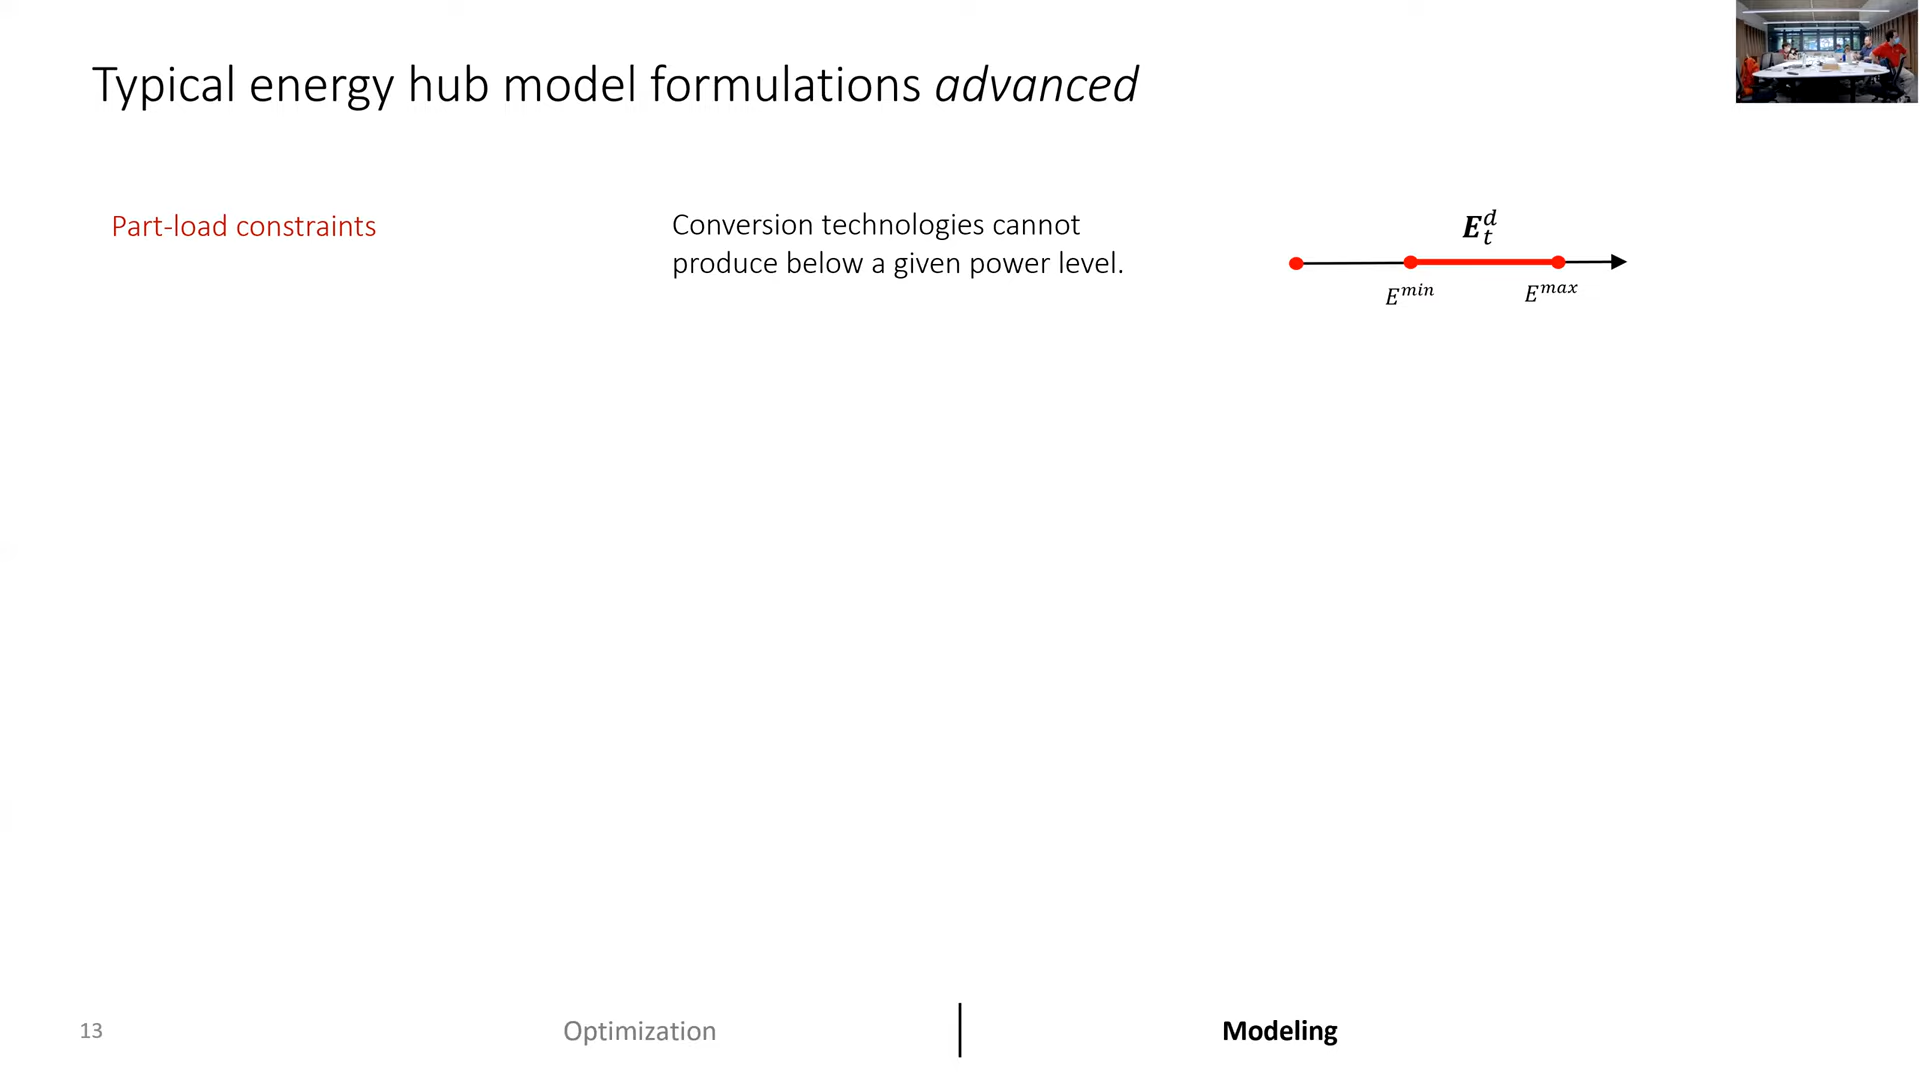 Typical energy hub model formulations advanced
Part-load constraints
Conversion technologies cannot
produce below a given power level.
E_t^d
E^min
E^max
13
Optimization
Modeling